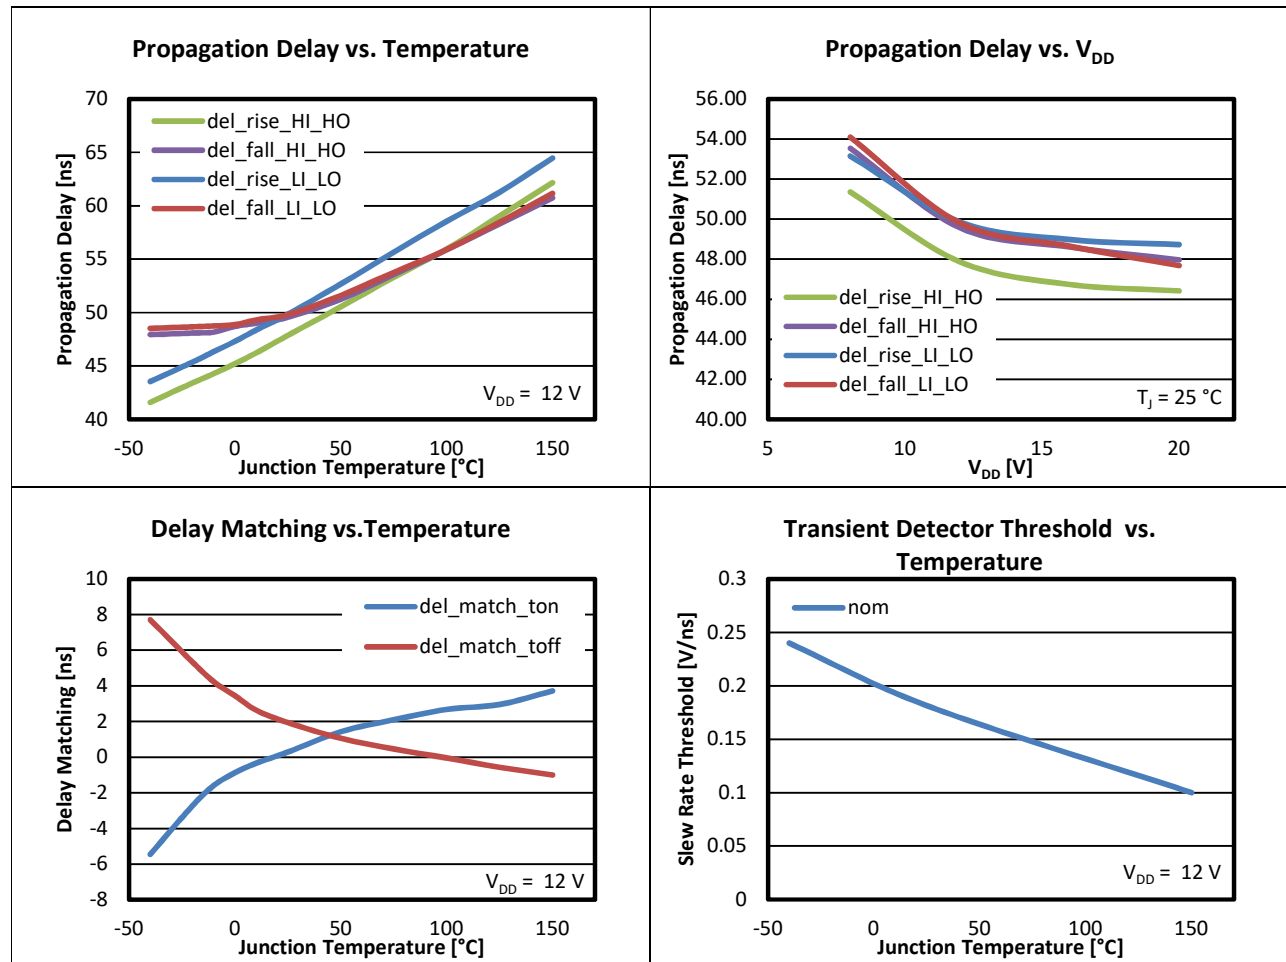 Propagation Delay vs. Temperature
Propagation Delay [ns]
70
65
60
55
50
45
40
del_rise_HI_HO
del_fall_HI_HO
del_rise_LI_LO
del_fall_LI_LO
V_DD = 12 V
-50 0 50 100 150
Junction Temperature [°C]
Propagation Delay vs. V_DD
Propagation Delay [ns]
56.00
54.00
52.00
50.00
48.00
46.00
44.00
42.00
40.00
del_rise_HI_HO
del_fall_HI_HO
del_rise_LI_LO
del_fall_LI_LO
T_J = 25 °C
5 10 15 20
V_DD [V]
Delay Matching vs.Temperature
Delay Matching [ns]
10
8
6
4
2
0
-2
-4
-6
-8
del_match_ton
del_match_toff
V_DD = 12 V
-50 0 50 100 150
Junction Temperature [°C]
Transient Detector Threshold vs.
Temperature
Slew Rate Threshold [V/ns]
0.3
0.25
0.2
0.15
0.1
0.05
0
nom
V_DD = 12 V
-50 0 50 100 150
Junction Temperature [°C]